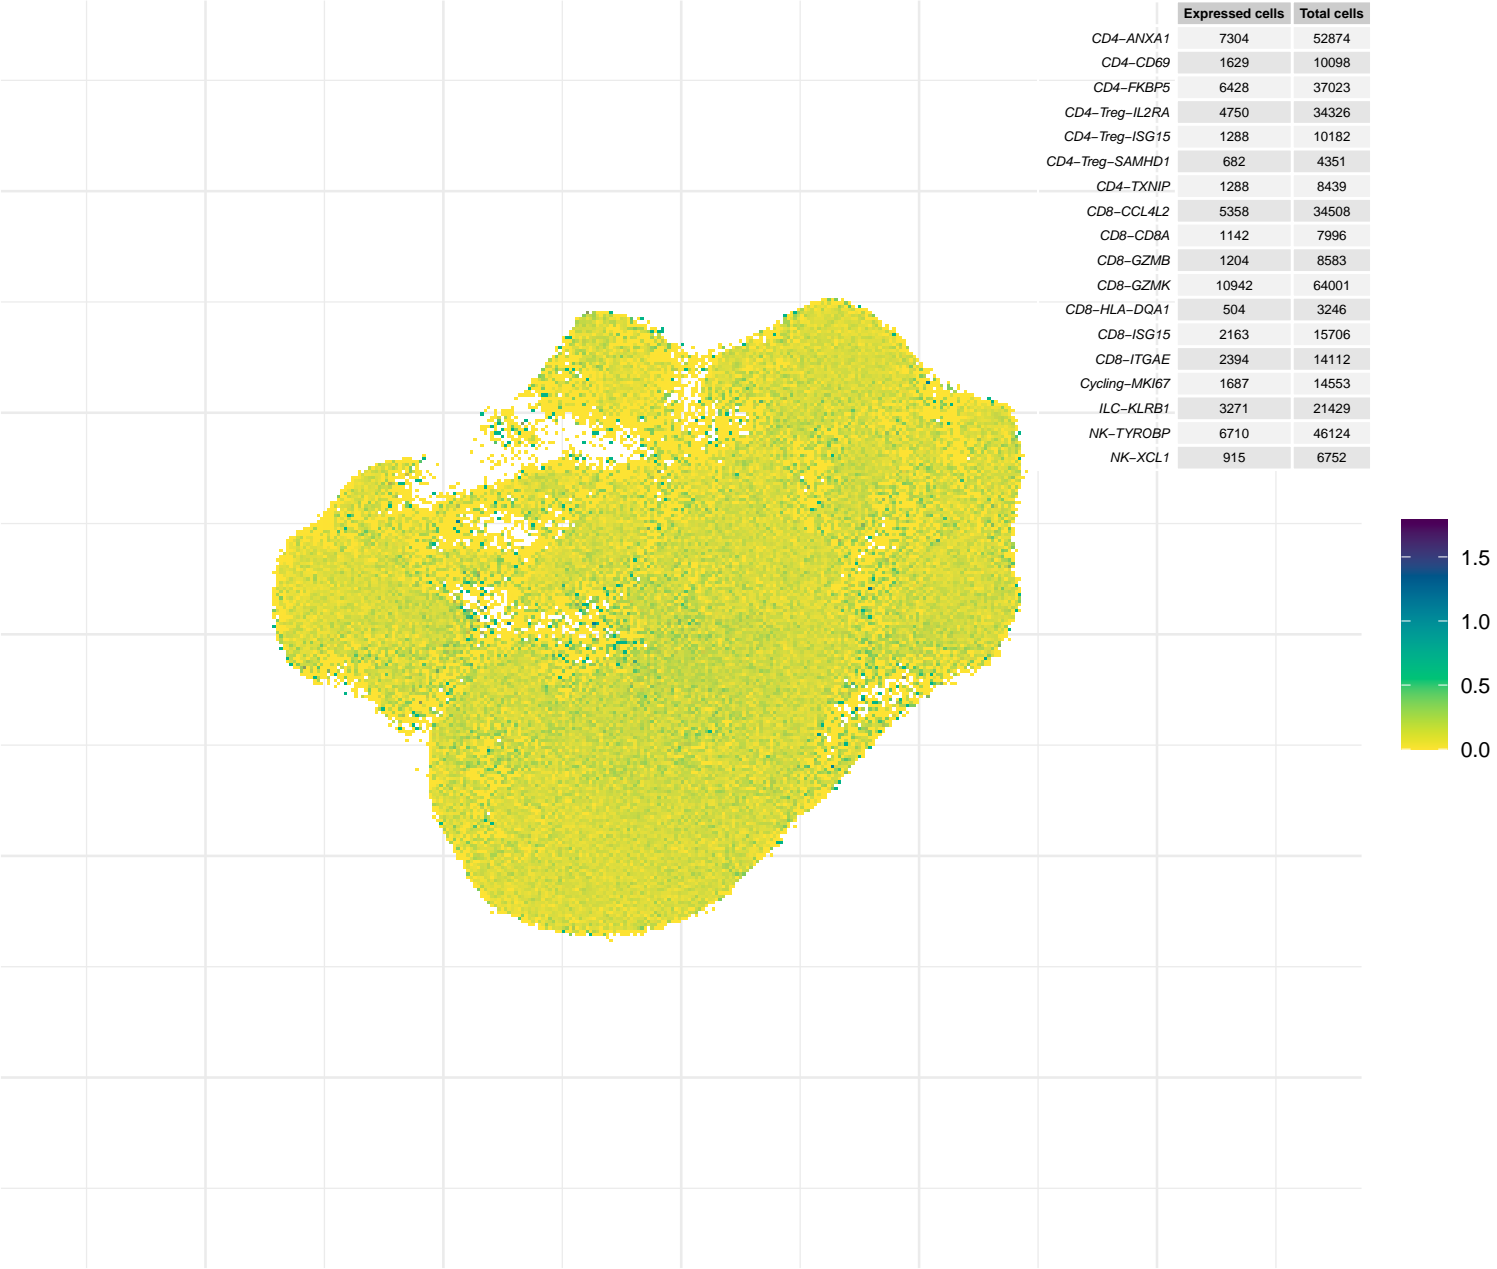 Expressed cells Total cells
CD4−ANXA1 7304 52874
CD4−CD69 1629 10098
CD4−FKBP5 6428 37023
CD4−Treg−IL2RA 4750 34326
CD4−Treg−ISG15 1288 10182
CD4−Treg−SAMHD1 682 4351
CD4−TXNIP 1288 8439
CD8−CCL4L2 5358 34508
CD8−CD8A 1142 7996
CD8−GZMB 1204 8583
CD8−GZMK 10942 64001
CD8−HLA−DQA1 504 3246
CD8−ISG15 2163 15706
CD8−ITGAE 2394 14112
Cycling−MKI67 1687 14553
ILC−KLRB1 3271 21429
NK−TYROBP 6710 46124
NK−XCL1 915 6752
1.5
1.0
0.5
0.0